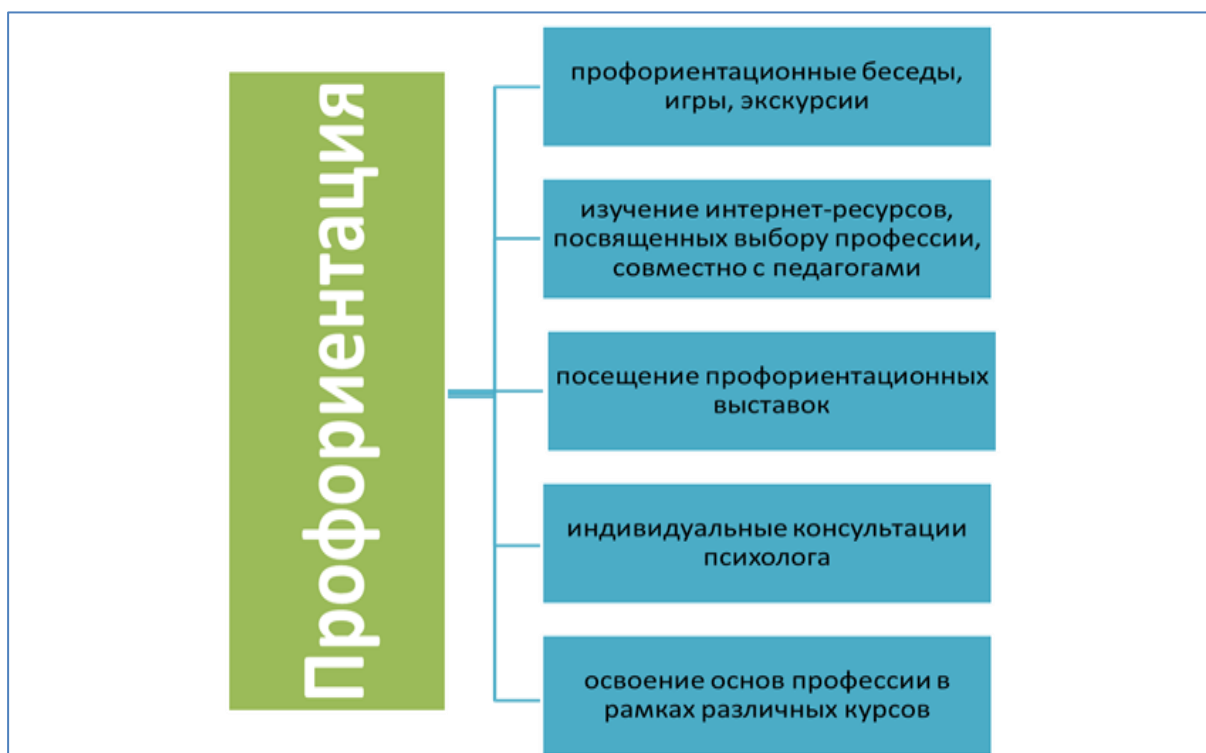 Профориентация
профориентационные беседы,
игры, экскурсии
изучение интернет-ресурсов,
посвященных выбору профессии,
совместно с педагогами
посещение профориентационных
выставок
индивидуальные консультации
психолога
освоение основ профессии в
рамках различных курсов